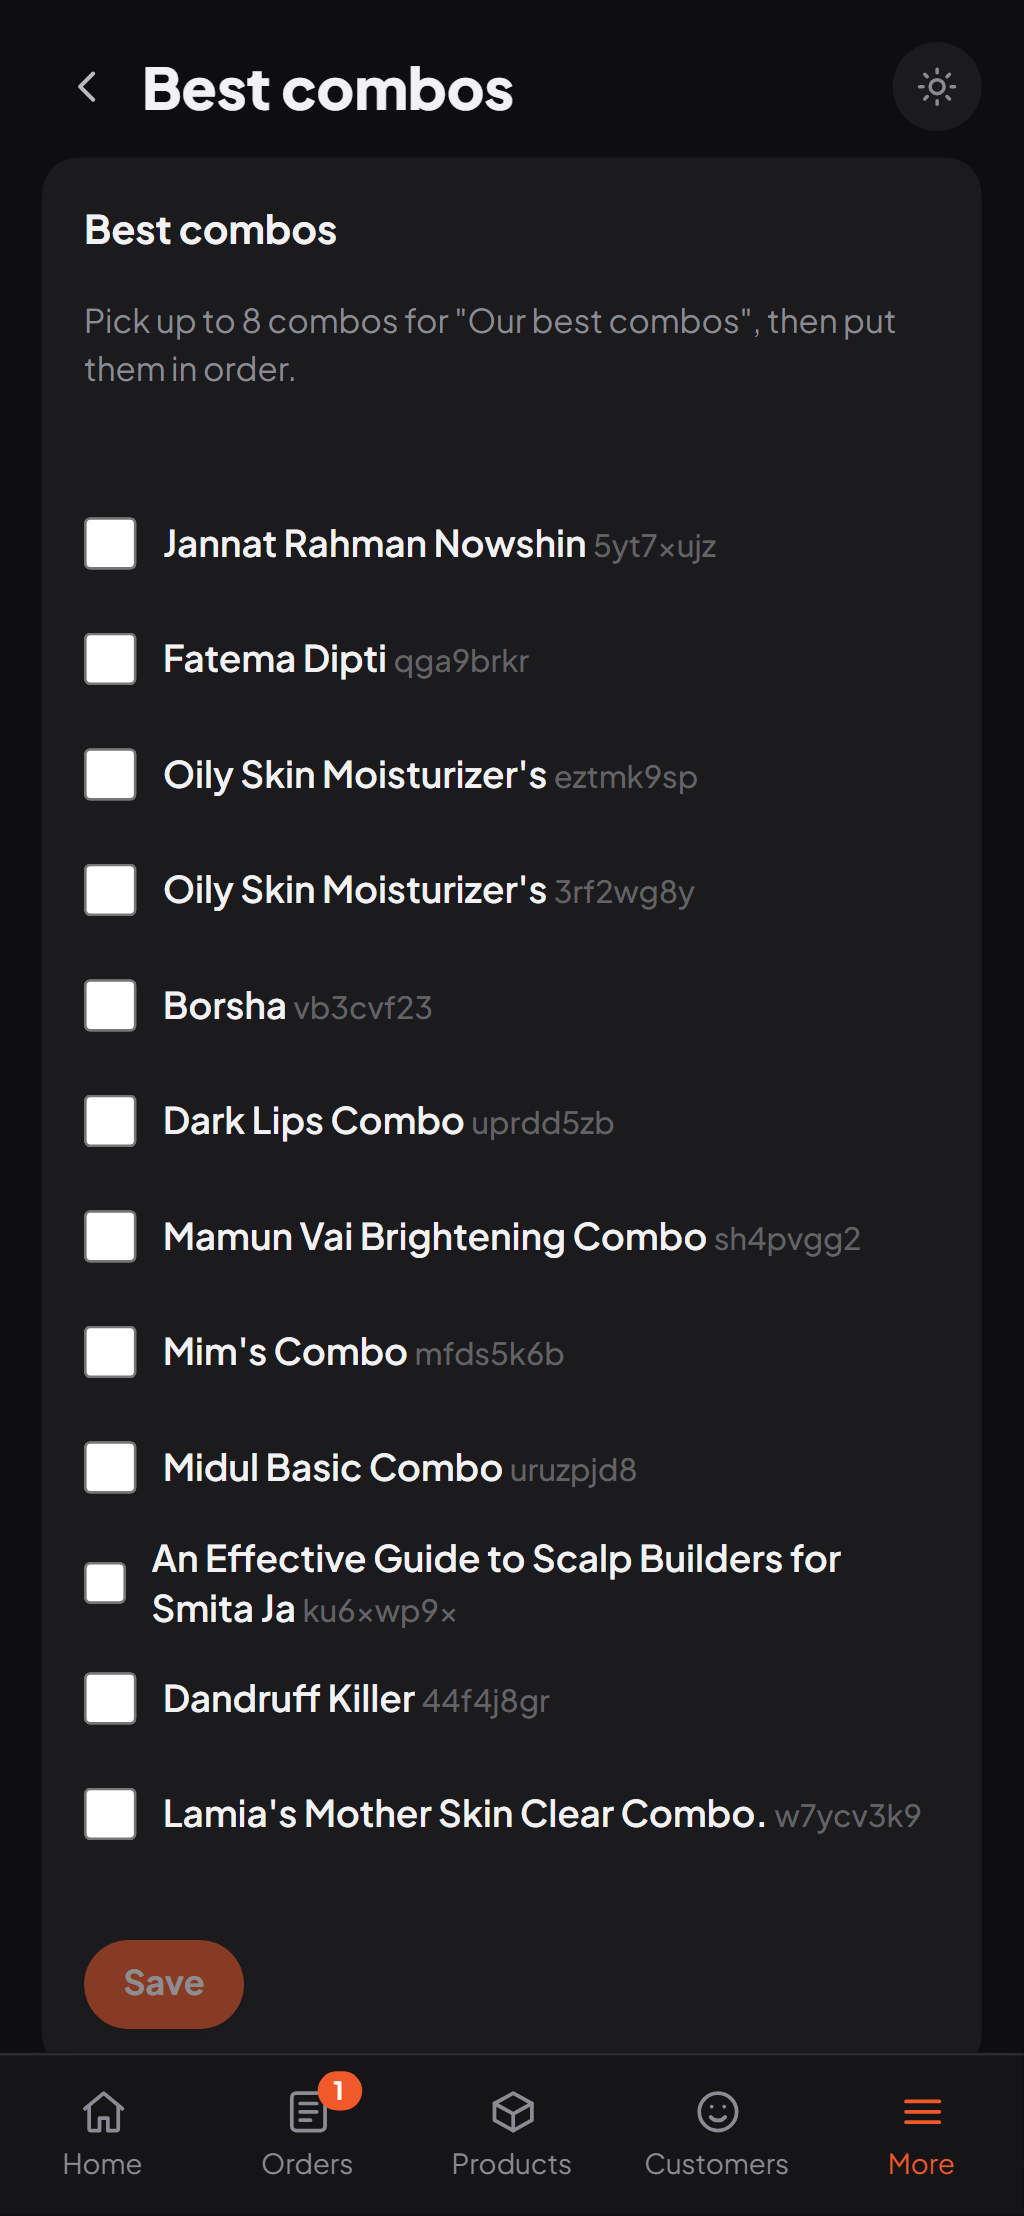 Best combos
Best combos
Pick up to 8 combos for "Our best combos", then put
them in order.
Jannat Rahman Nowshin 5yt7xujz
Fatema Dipti qga9brkr
Oily Skin Moisturizer's eztmk9sp
Oily Skin Moisturizer's 3rf2wg8y
Borsha vb3cvf23
Dark Lips Combo uprdd5zb
Mamun Vai Brightening Combo sh4pvgg2
Mim's Combo mfds5k6b
Midul Basic Combo uruzpjd8
An Effective Guide to Scalp Builders for
Smita Ja ku6xwp9x
Dandruff Killer 44f4j8gr
Lamia's Mother Skin Clear Combo. w7ycv3k9
Save
1
Home Orders Products Customers More